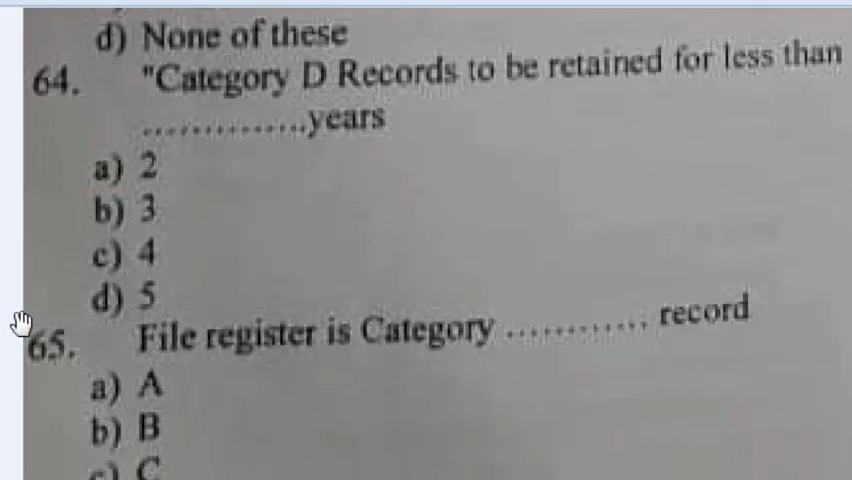 d) None of these
64. "Category D Records to be retained for less than
..............years
a) 2
b) 3
c) 4
d) 5
65. File register is Category ............ record
a) A
b) B
c) C